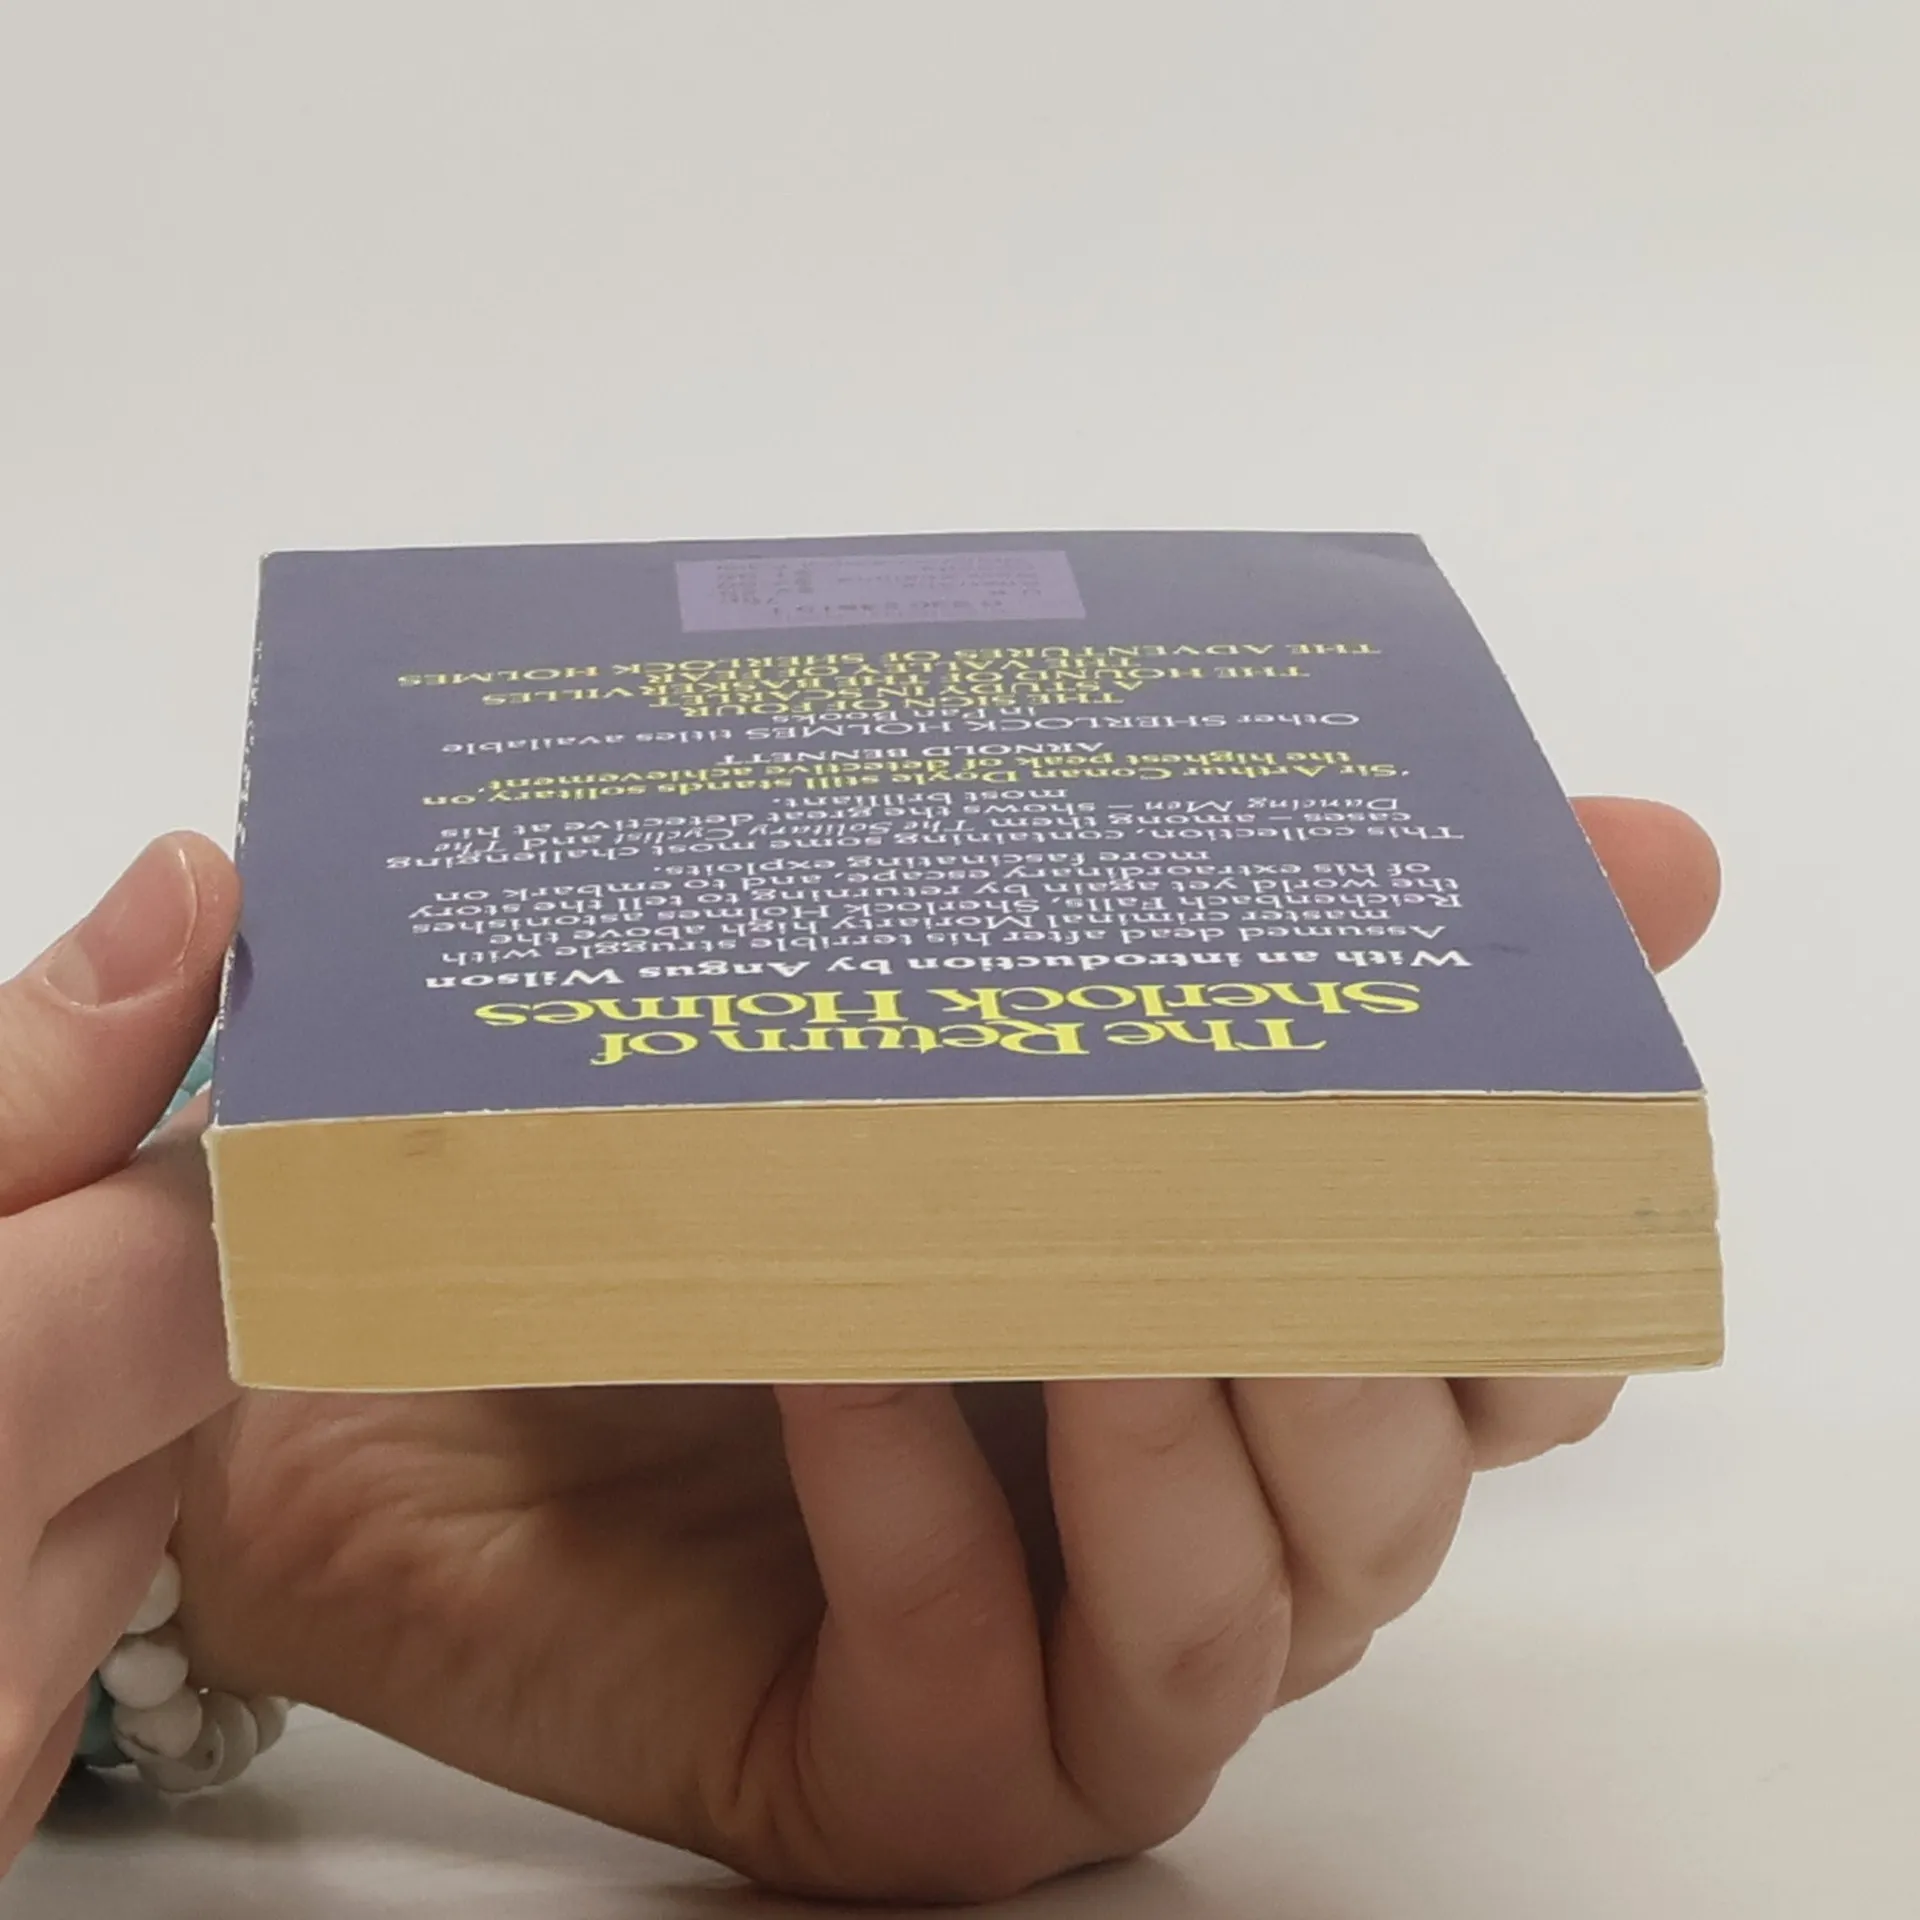 The Return of
Sherlock Holmes
With an introduction by Angus Wilson
Assumed dead after his terrible struggle with
master criminal Moriarty high above the
Reichenbach Falls, Sherlock Holmes astonishes
the world yet again by returning to tell the story
of his extraordinary escape, and to embark on
more fascinating exploits.
This collection, containing some most challenging
cases – among them, The Solitary Cyclist and The
Dancing Men – shows the great detective at his
most brilliant.
'Sir Arthur Conan Doyle still stands solitary, on
the highest peak of detective achievement'
ARNOLD BENNETT
Other SHERLOCK HOLMES titles available
in Pan Books
THE SIGN OF FOUR
A STUDY IN SCARLET
THE HOUND OF THE BASKERVILLES
THE VALLEY OF FEAR
THE ADVENTURES OF SHERLOCK HOLMES